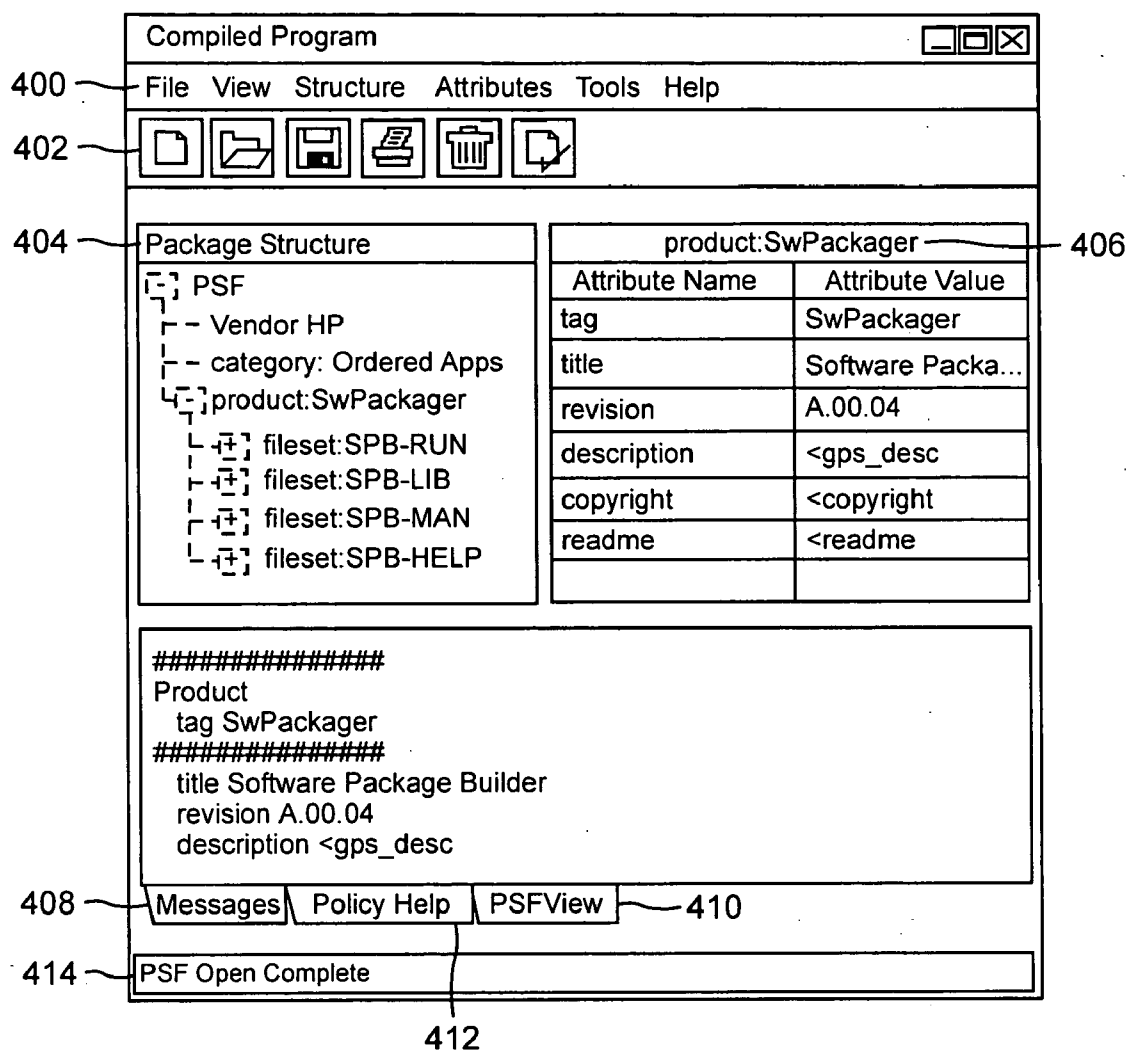 Compiled Program
400
File View Structure Attributes Tools Help
402
404
Package Structure
PSF
Vendor HP
category: Ordered Apps
product:SwPackager
fileset:SPB-RUN
fileset:SPB-LIB
fileset:SPB-MAN
fileset:SPB-HELP
product:SwPackager
406
Attribute Name Attribute Value
tag SwPackager
title Software Packa...
revision A.00.04
description <gps_desc
copyright <copyright
readme <readme
###############
Product
tag SwPackager
###############
title Software Package Builder
revision A.00.04
description <gps_desc
408
Messages Policy Help PSFView
410
414
PSF Open Complete
412